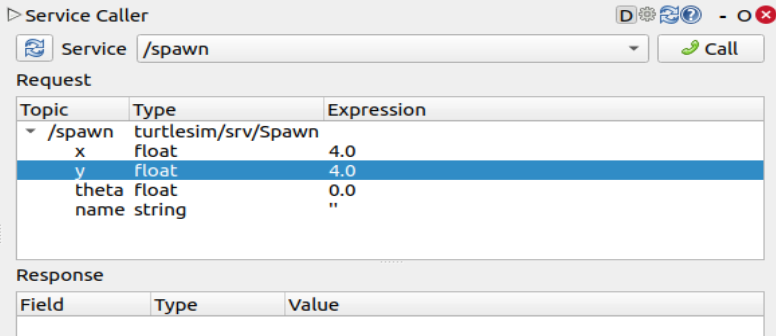 Service Caller D - O
Service /spawn Call
Request
Topic Type Expression
/spawn turtlesim/srv/Spawn
x float 4.0
y float 4.0
theta float 0.0
name string ''
Response
Field Type Value